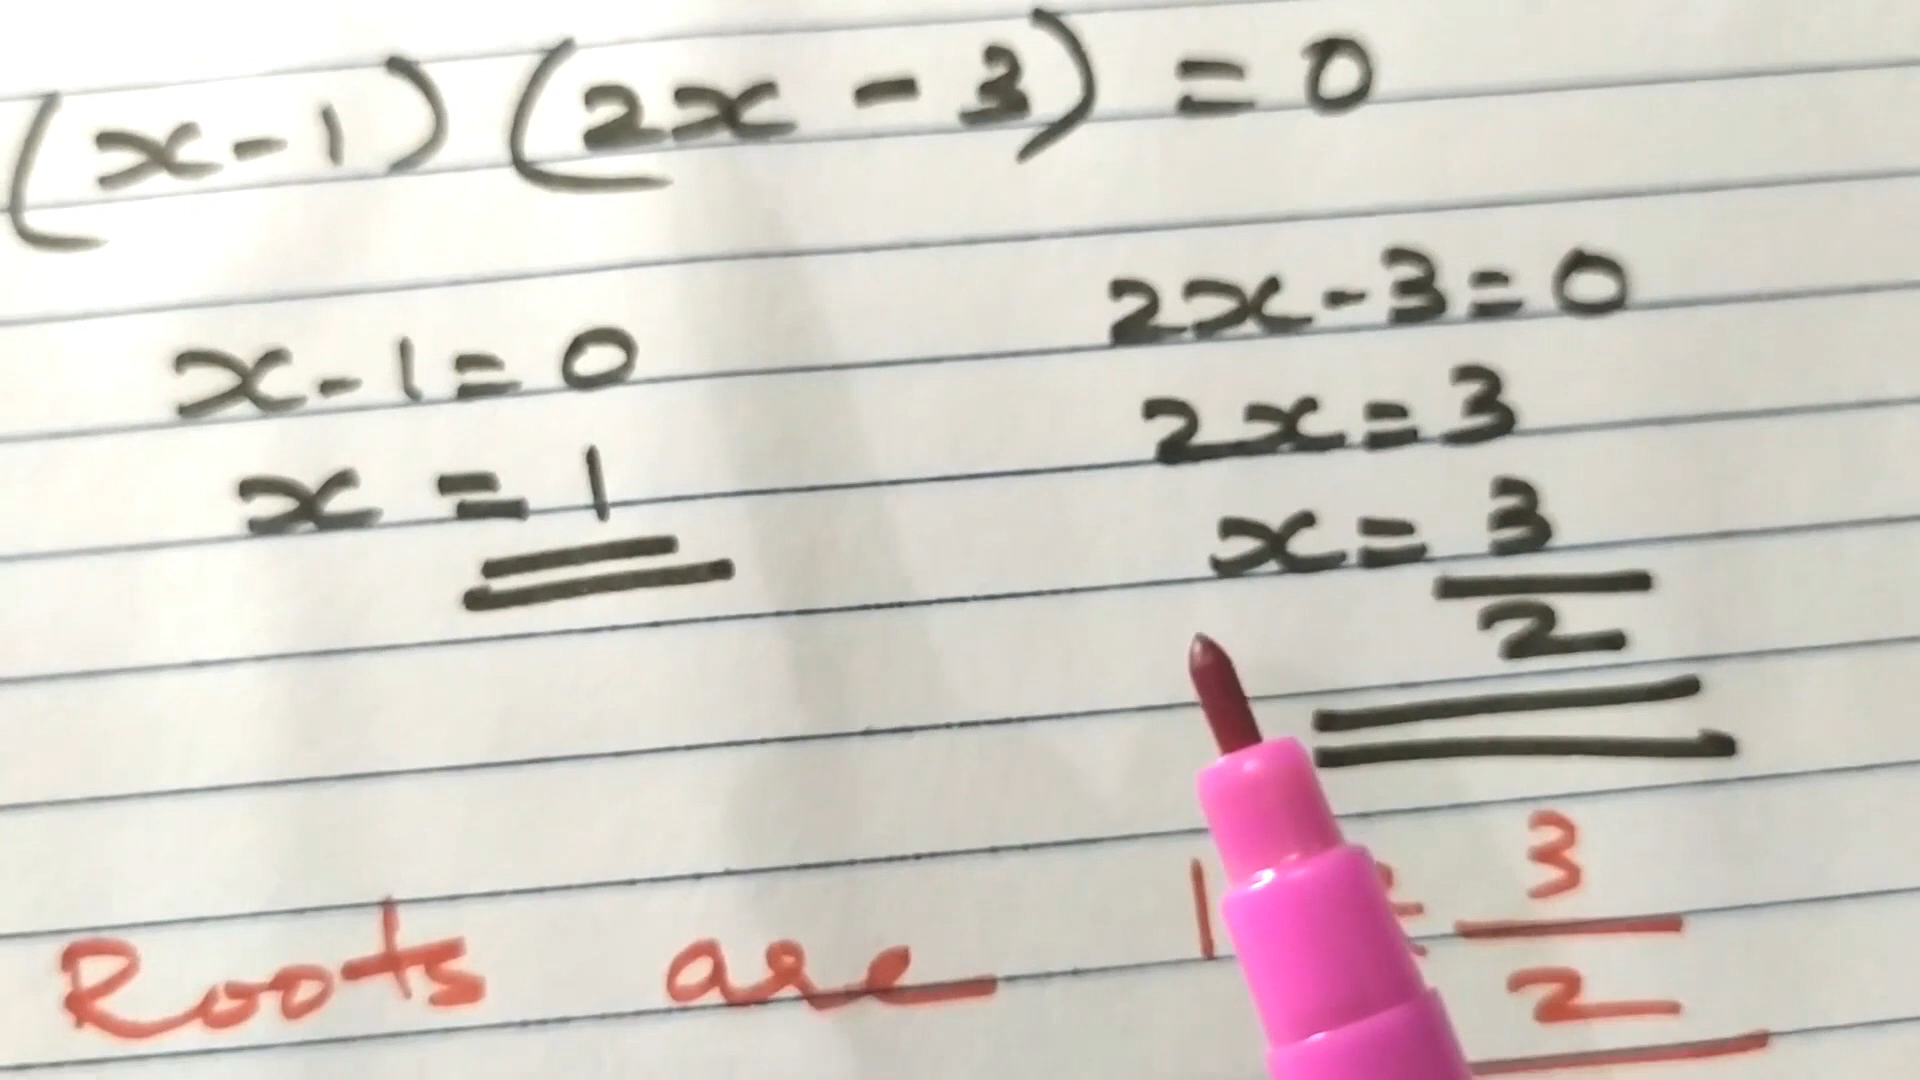 (x-1) (2x - 3) = 0
x - 1 = 0
x = 1
2x - 3 = 0
2x = 3
x = 3/2
Roots are 1 3/2